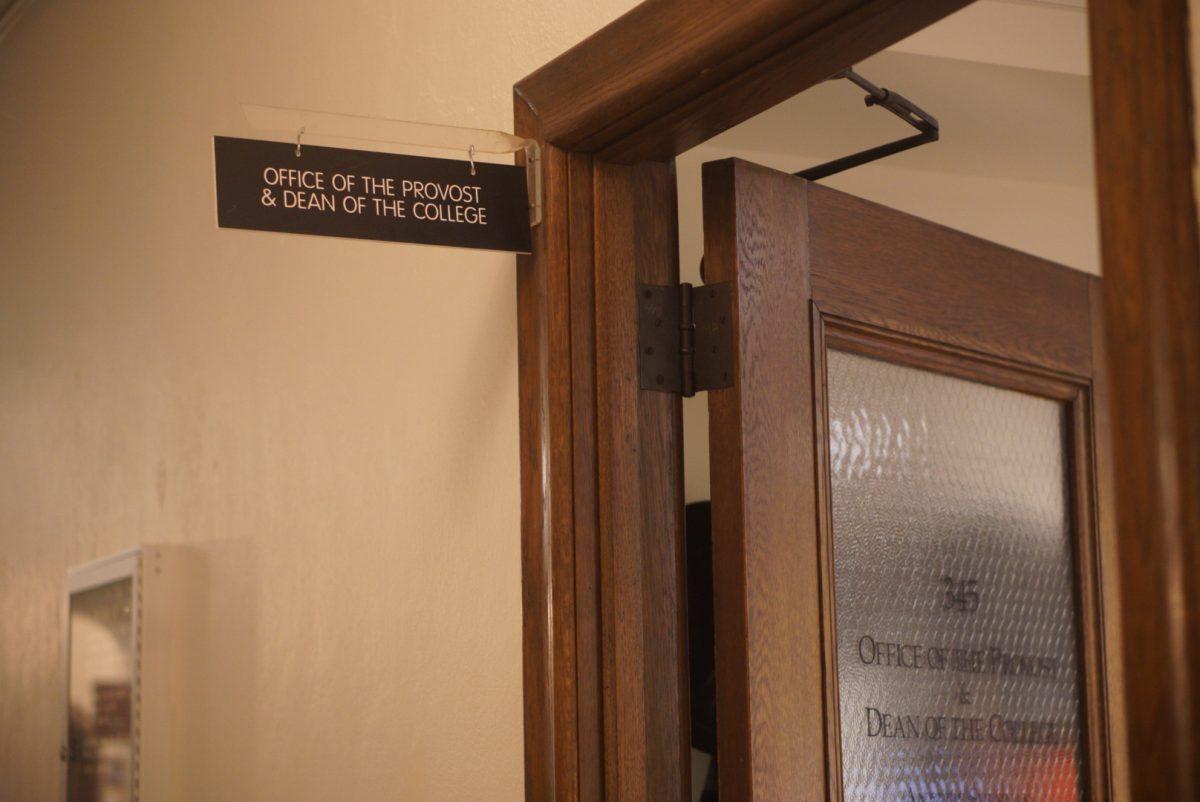 OFFICE OF THE PROVOST
& DEAN OF THE COLLEGE
345
OFFICE OF THE PROVOST
&
DEAN OF THE COLLEGE